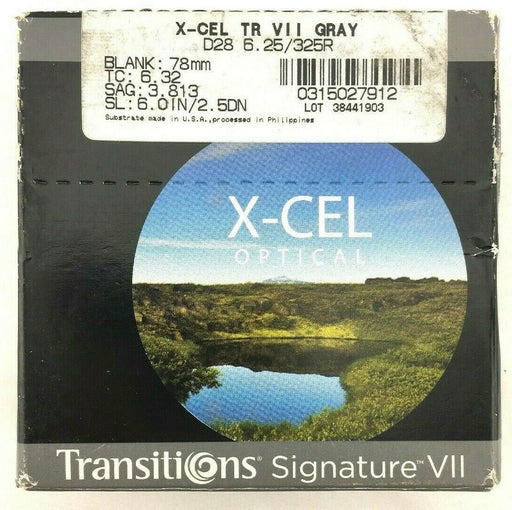 X-CEL TR VII GRAY
D28 6.25/325R
BLANK: 78mm
TC: 6.32
SAG: 3.813
SL: 6.0IN/2.5DN
0315027912
LOT 38441903
Substrate made in U.S.A.,processed in Philippines
X-CEL
OPTICAL
Transitions® Signature™ VII